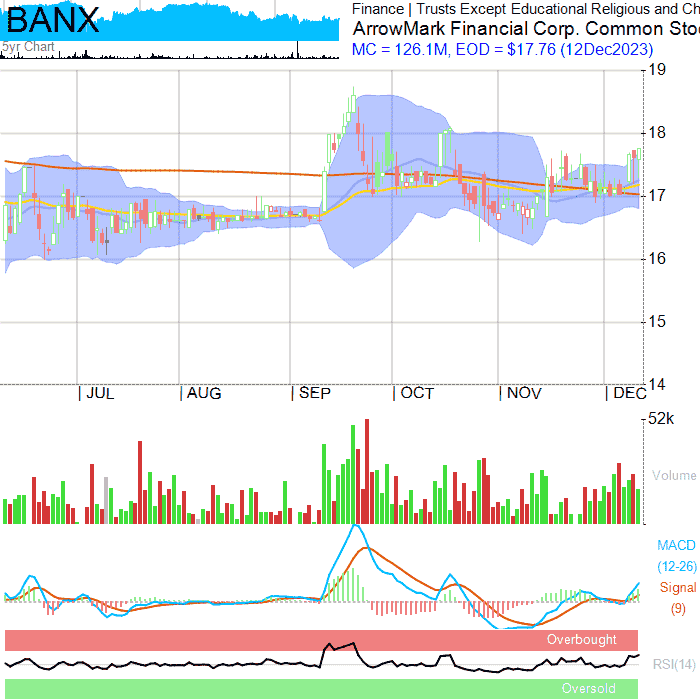 BANX
5yr Chart
Finance | Trusts Except Educational Religious and Ch
ArrowMark Financial Corp. Common Sto
MC = 126.1M, EOD = $17.76 (12Dec2023)
19
18
17
16
15
14
| JUL | AUG | SEP | OCT | NOV | DEC
52k
Volume
MACD
(12-26)
Signal
(9)
Overbought
RSI(14)
Oversold